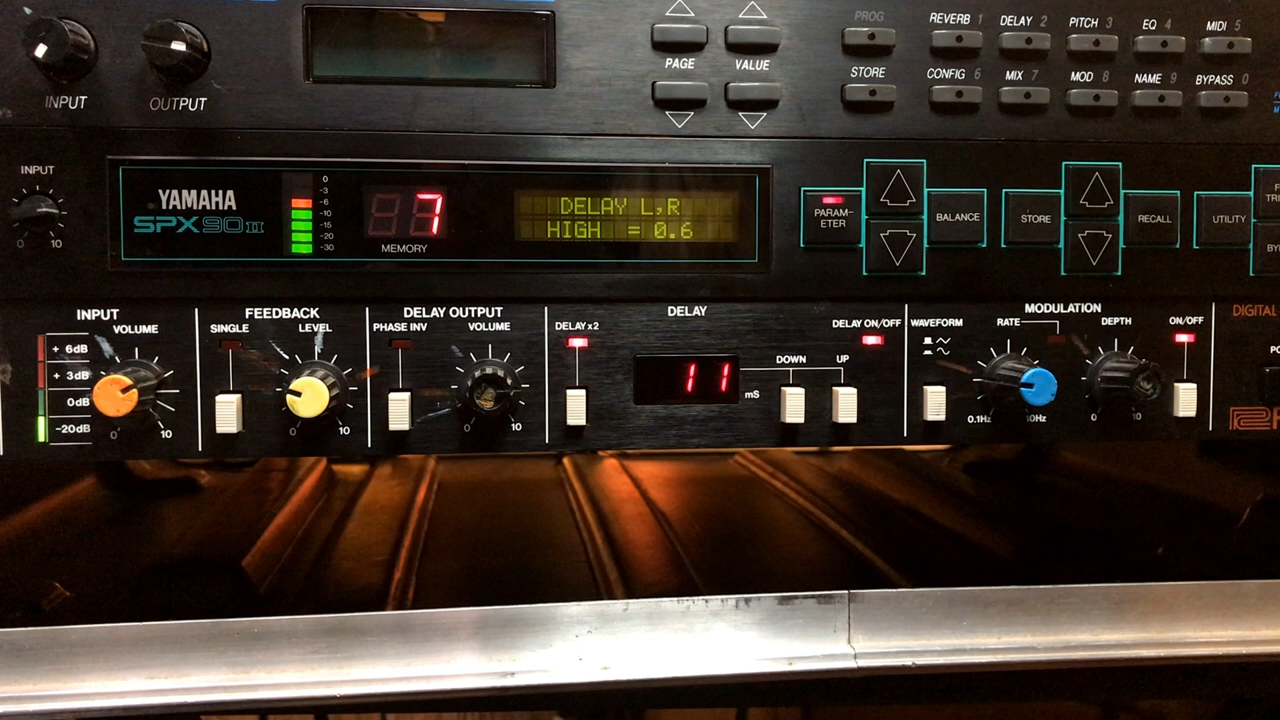 INPUT OUTPUT
PAGE VALUE
PROG REVERB 1 DELAY 2 PITCH 3 EQ 4 MIDI 5
STORE CONFIG 6 MIX 7 MOD 8 NAME 9 BYPASS 0
INPUT
0 10
YAMAHA
SPX90II
0
-3
-6
-10
-15
-20
-30
7
MEMORY
DELAY L,R
HIGH = 0.6
PARAM-
ETER
BALANCE
STORE
RECALL
UTILITY
INPUT
VOLUME
+ 6dB
+ 3dB
0dB
-20dB
0 10
FEEDBACK
SINGLE LEVEL
0 10
DELAY OUTPUT
PHASE INV VOLUME
0 10
DELAY
DELAY x2
11
mS
DOWN UP
DELAY ON/OFF
MODULATION
WAVEFORM RATE DEPTH ON/OFF
0.1Hz 10Hz
0 10
DIGITAL